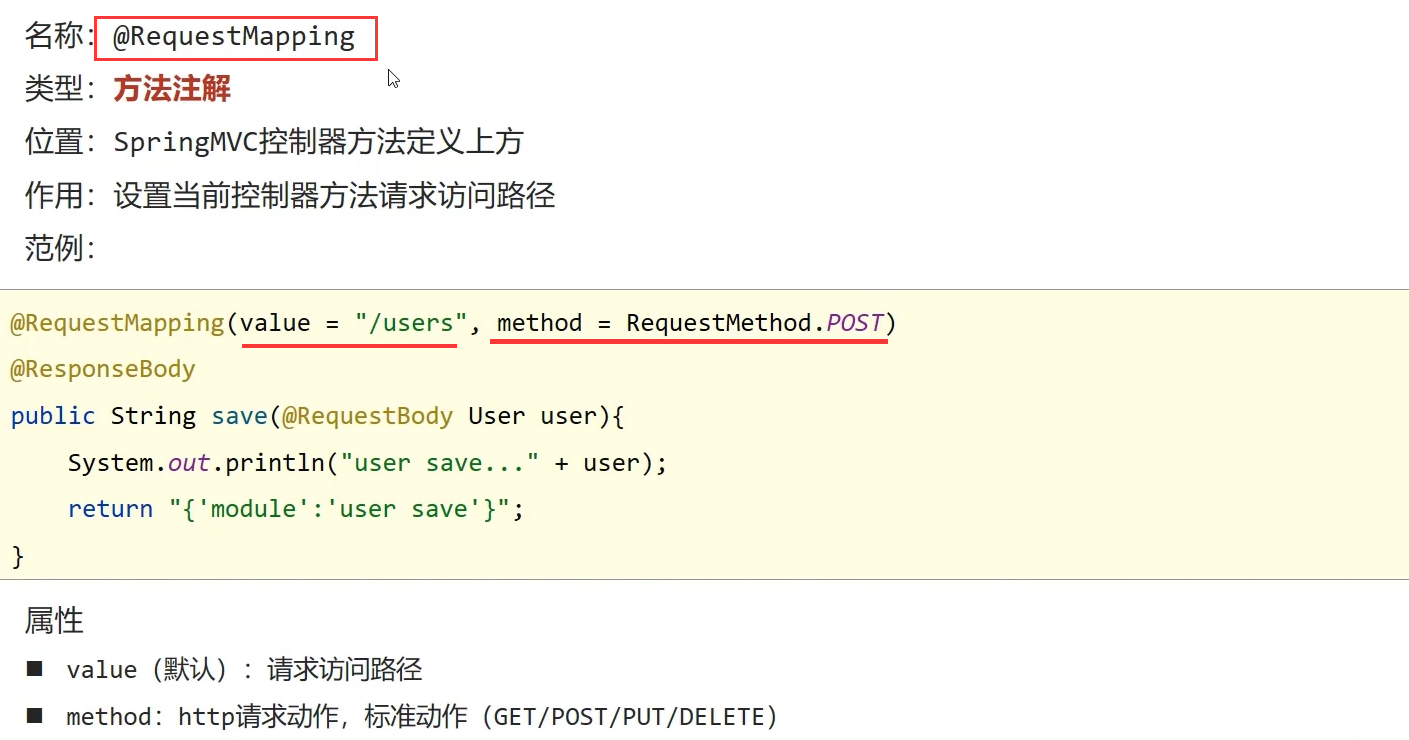 名称：@RequestMapping
类型：方法注解
位置：SpringMVC控制器方法定义上方
作用：设置当前控制器方法请求访问路径
范例：
@RequestMapping(value = "/users", method = RequestMethod.POST)
@ResponseBody
public String save(@RequestBody User user){
    System.out.println("user save..." + user);
    return "{'module':'user save'}";
}
属性
■ value（默认）：请求访问路径
■ method：http请求动作，标准动作（GET/POST/PUT/DELETE）